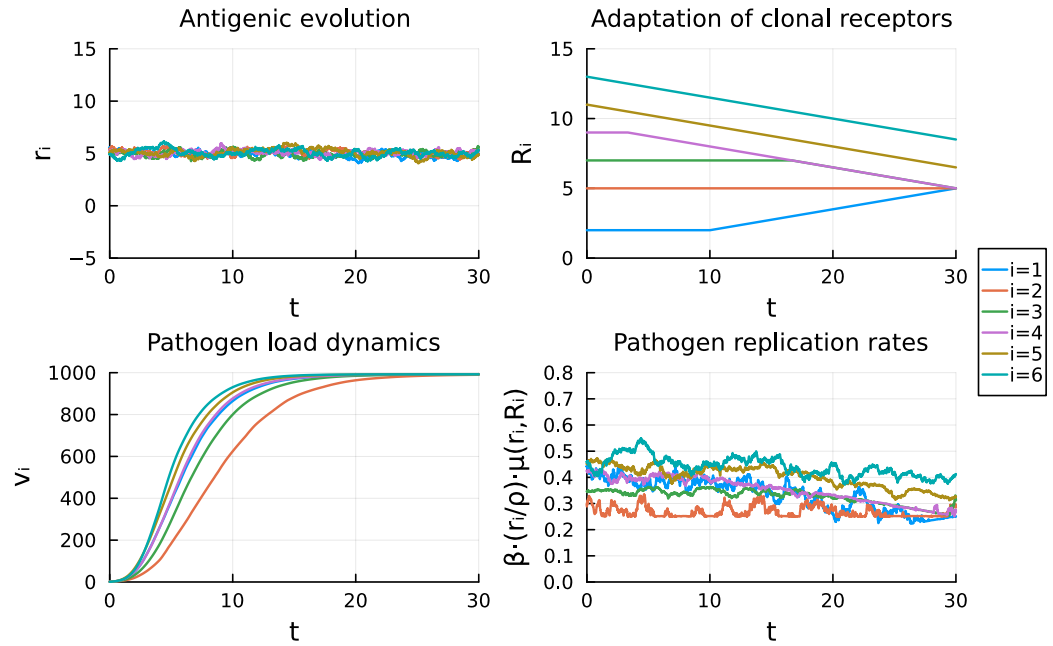 Antigenic evolution
Adaptation of clonal receptors
15
10
5
0
−5
rᵢ
0
10
20
30
t
15
10
5
0
Rᵢ
0
10
20
30
t
i=1
i=2
i=3
i=4
i=5
i=6
Pathogen load dynamics
Pathogen replication rates
1000
800
600
400
200
0
vᵢ
0
10
20
30
t
0.8
0.7
0.6
0.5
0.4
0.3
0.2
0.1
0.0
β⋅(rᵢ/ρ)⋅μ(rᵢ,Rᵢ)
0
10
20
30
t